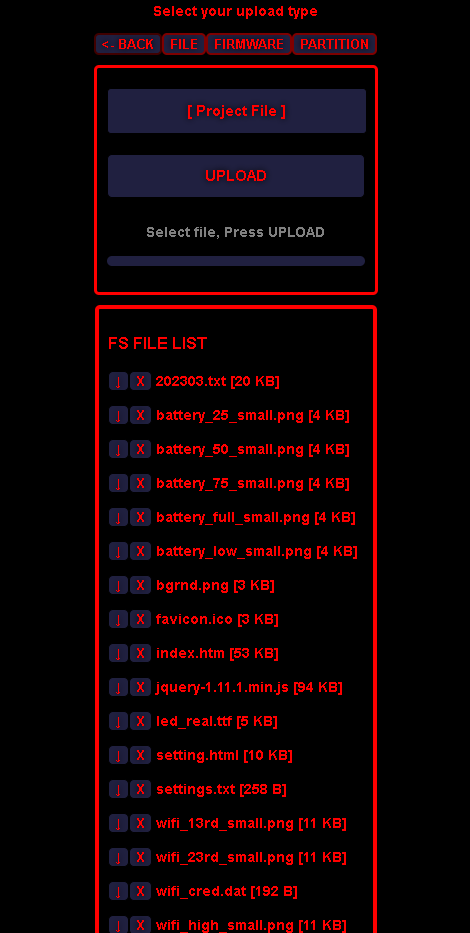 Select your upload type
<- BACK FILE FIRMWARE PARTITION
[ Project File ]
UPLOAD
Select file, Press UPLOAD
FS FILE LIST
⭳ X 202303.txt [20 KB]
⭳ X battery_25_small.png [4 KB]
⭳ X battery_50_small.png [4 KB]
⭳ X battery_75_small.png [4 KB]
⭳ X battery_full_small.png [4 KB]
⭳ X battery_low_small.png [4 KB]
⭳ X bgrnd.png [3 KB]
⭳ X favicon.ico [3 KB]
⭳ X index.htm [53 KB]
⭳ X jquery-1.11.1.min.js [94 KB]
⭳ X led_real.ttf [5 KB]
⭳ X setting.html [10 KB]
⭳ X settings.txt [258 B]
⭳ X wifi_13rd_small.png [11 KB]
⭳ X wifi_23rd_small.png [11 KB]
⭳ X wifi_cred.dat [192 B]
⭳ X wifi_high_small.png [11 KB]